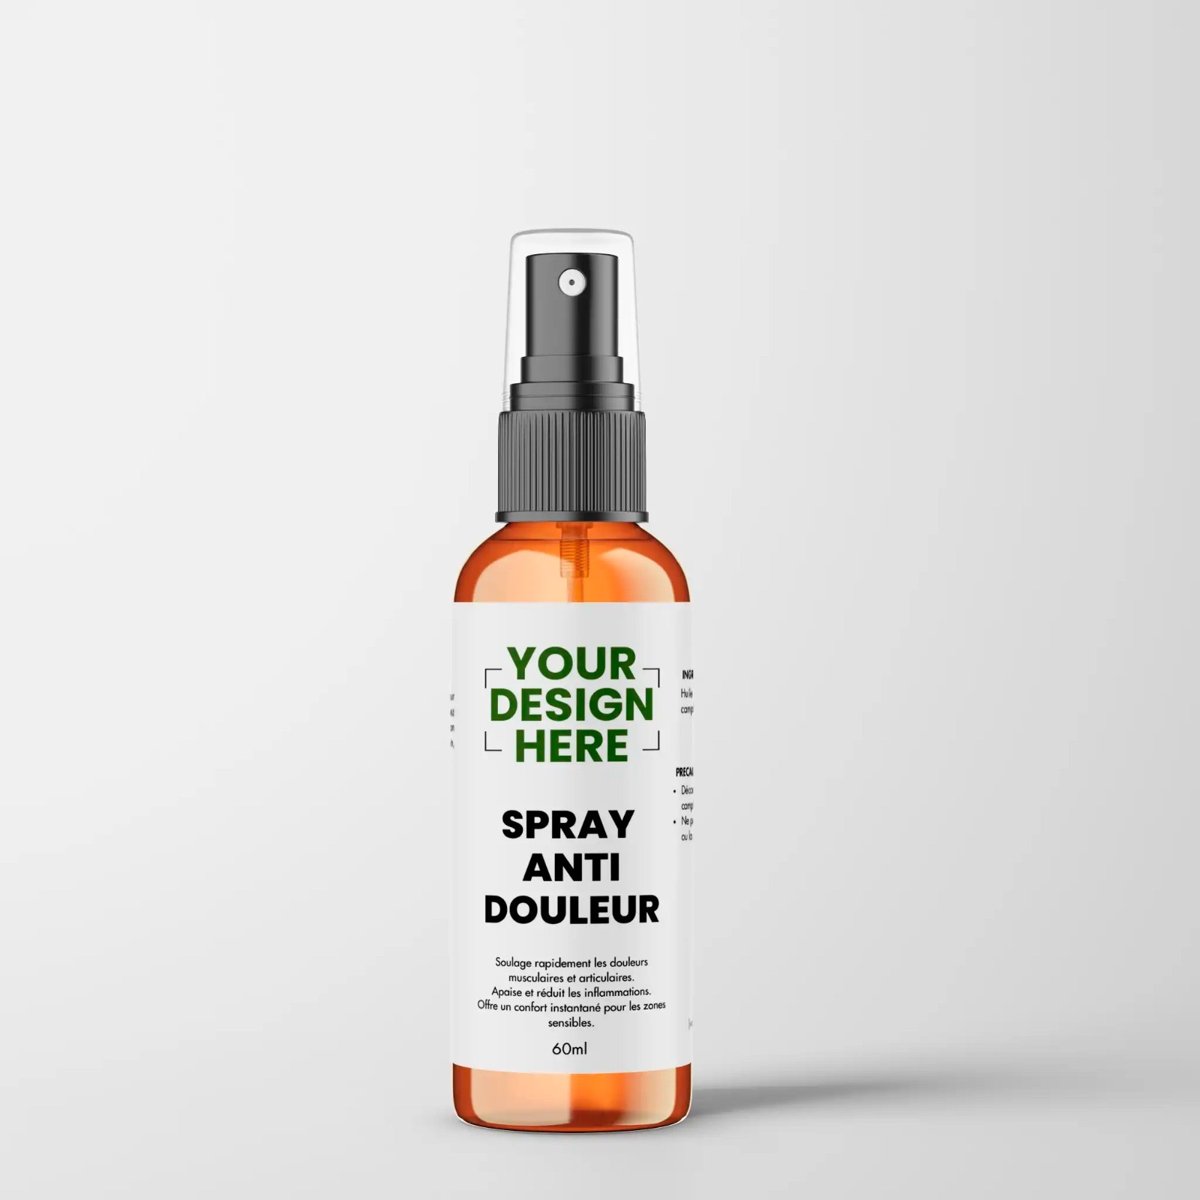 YOUR
DESIGN
HERE
SPRAY
ANTI
DOULEUR
Soulage rapidement les douleurs
musculaires et articulaires.
Apaise et réduit les inflammations.
Offre un confort instantané pour les zones
sensibles.
60ml